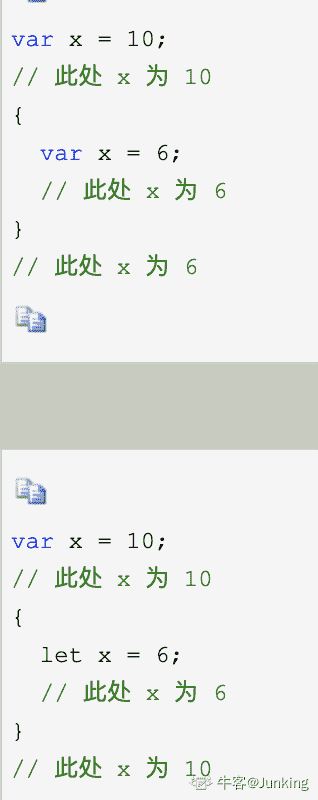 var x = 10;
// 此处 x 为 10
{
  var x = 6;
  // 此处 x 为 6
}
// 此处 x 为 6
var x = 10;
// 此处 x 为 10
{
  let x = 6;
  // 此处 x 为 6
}
// 此处 x 为 10
牛客@Junking